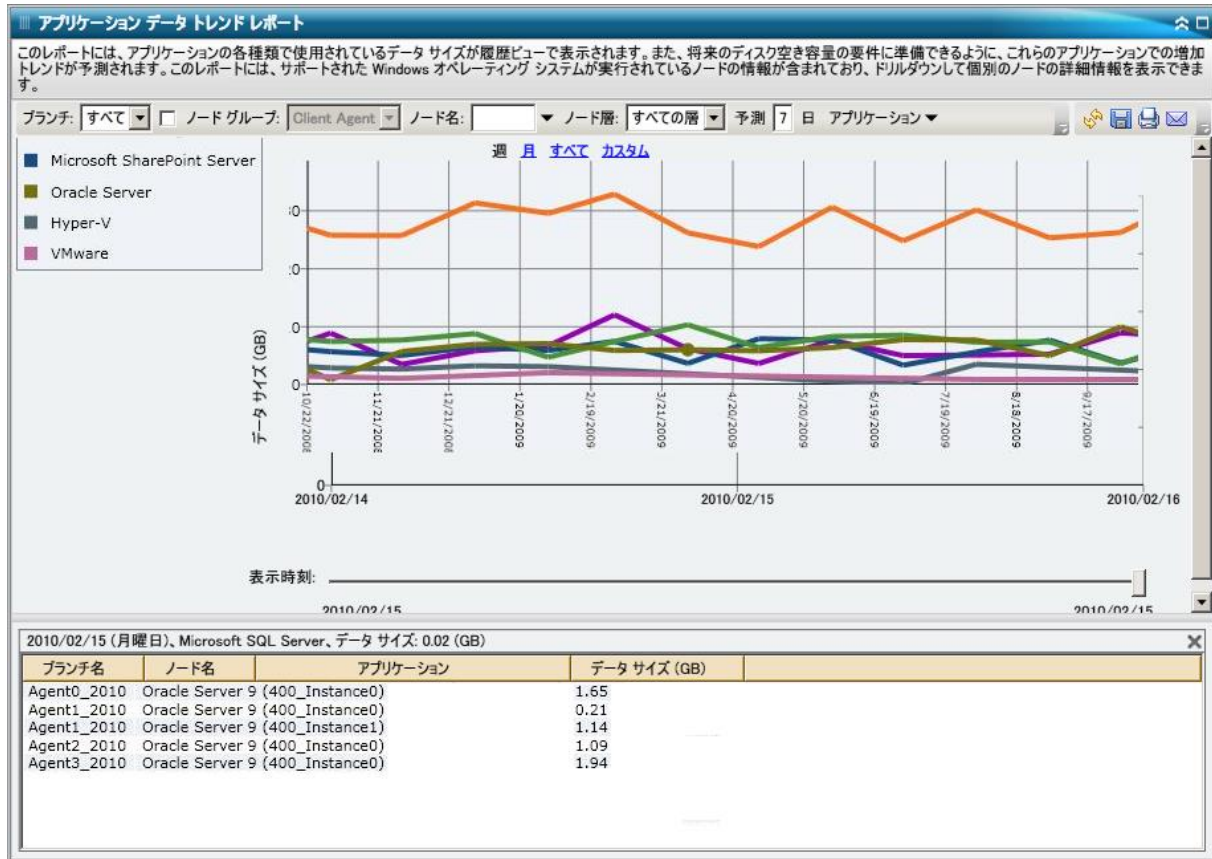 アプリケーション データ トレンド レポート
このレポートには、アプリケーションの各種類で使用されているデータ サイズが履歴ビューで表示されます。また、将来のディスク空き容量の要件に準備できるように、これらのアプリケーションでの増加
トレンドが予測されます。このレポートには、サポートされた Windows オペレーティング システムが実行されているノードの情報が含まれており、ドリルダウンして個別のノードの詳細情報を表示できま
す。
ブランチ: すべて ノード グループ: Client Agent ノード名: ノード層: すべての層 予測 7 日 アプリケーション
週 月 すべて カスタム
Microsoft SharePoint Server
Oracle Server
Hyper-V
VMware
データ サイズ (GB)
:0
:0
.0
0
10/22/2008 11/21/2008 12/21/2008 1/20/2009 2/19/2009 3/21/2009 4/20/2009 5/20/2009 6/19/2009 7/19/2009 8/18/2009 9/17/2009
0
2010/02/14 2010/02/15 2010/02/16
表示時刻:
2010/02/15 2010/02/15
2010/02/15 (月曜日)、Microsoft SQL Server、データ サイズ: 0.02 (GB)
ブランチ名 ノード名 アプリケーション データ サイズ (GB)
Agent0_2010 Oracle Server 9 (400_Instance0) 1.65
Agent1_2010 Oracle Server 9 (400_Instance0) 0.21
Agent1_2010 Oracle Server 9 (400_Instance1) 1.14
Agent2_2010 Oracle Server 9 (400_Instance0) 1.09
Agent3_2010 Oracle Server 9 (400_Instance0) 1.94